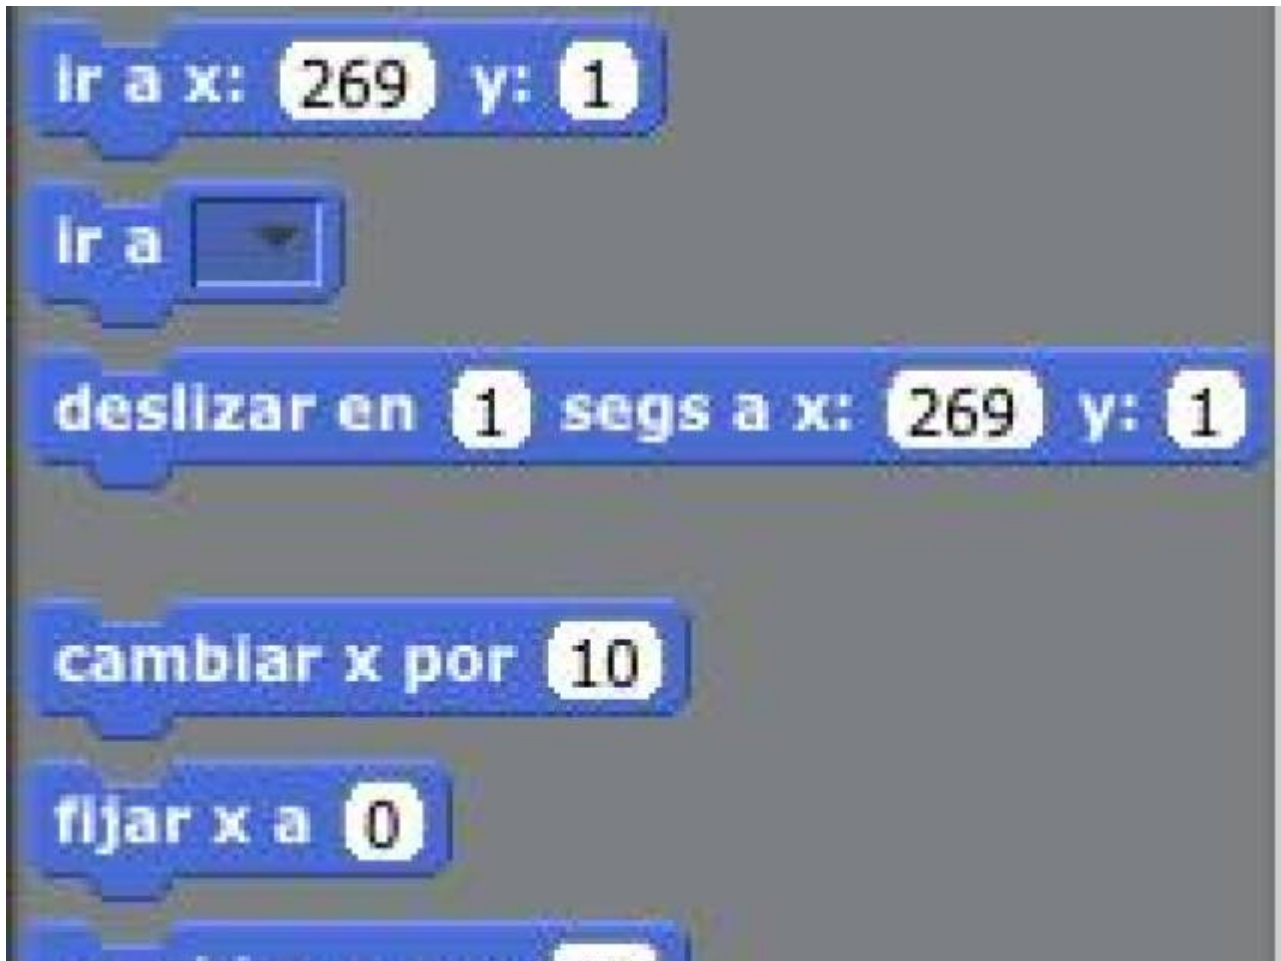 ir a x: 269 y: 1
ir a
deslizar en 1 segs a x: 269 y: 1
cambiar x por 10
fijar x a 0